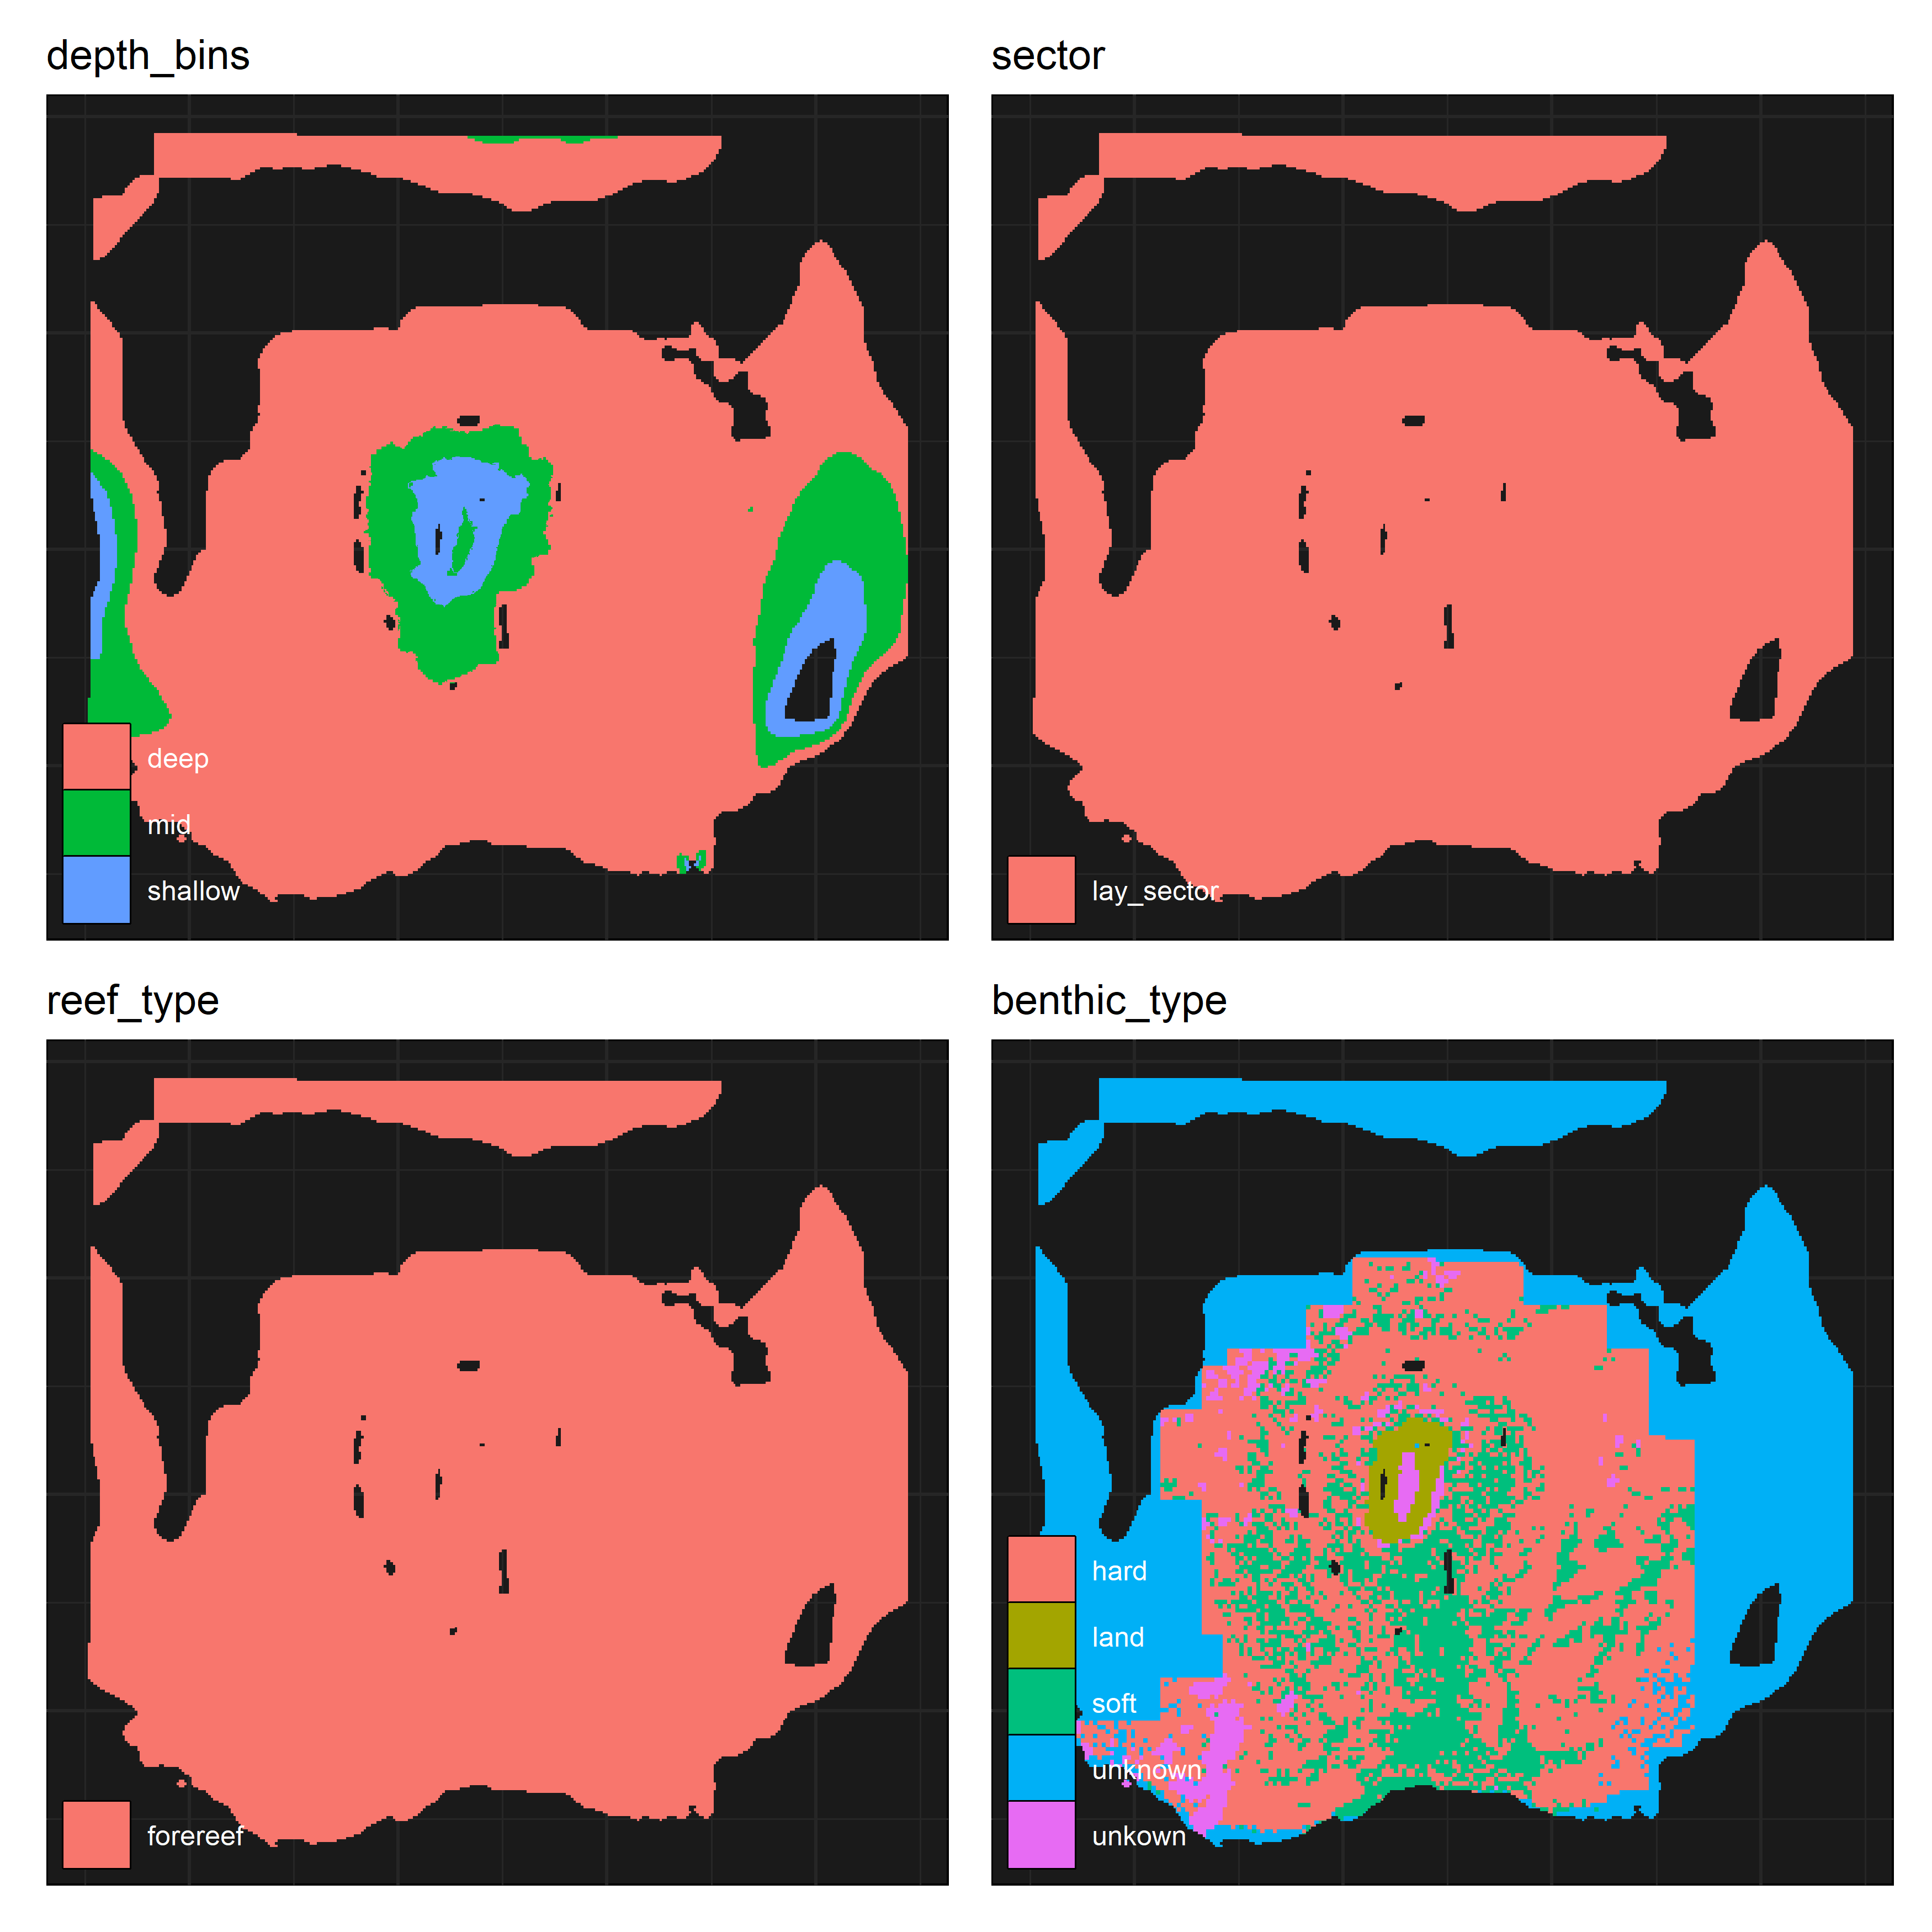 depth_bins
deep
mid
shallow
sector
lay_sector
reef_type
forereef
benthic_type
hard
land
soft
unknown
unkown